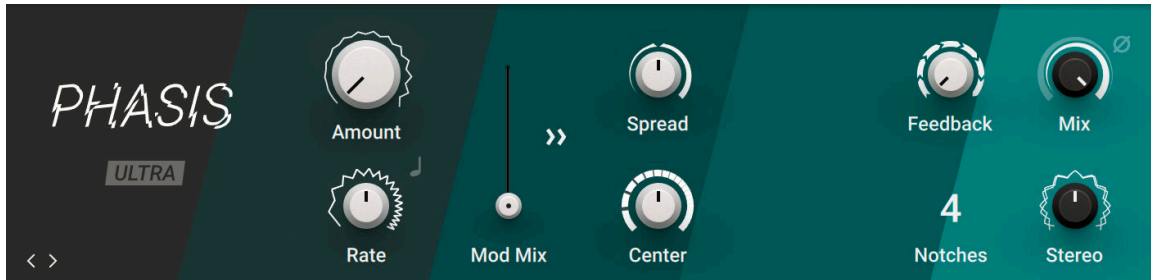 PHASIS
ULTRA
Amount
Rate
Mod Mix
Spread
Center
Feedback
Mix
4
Notches
Stereo